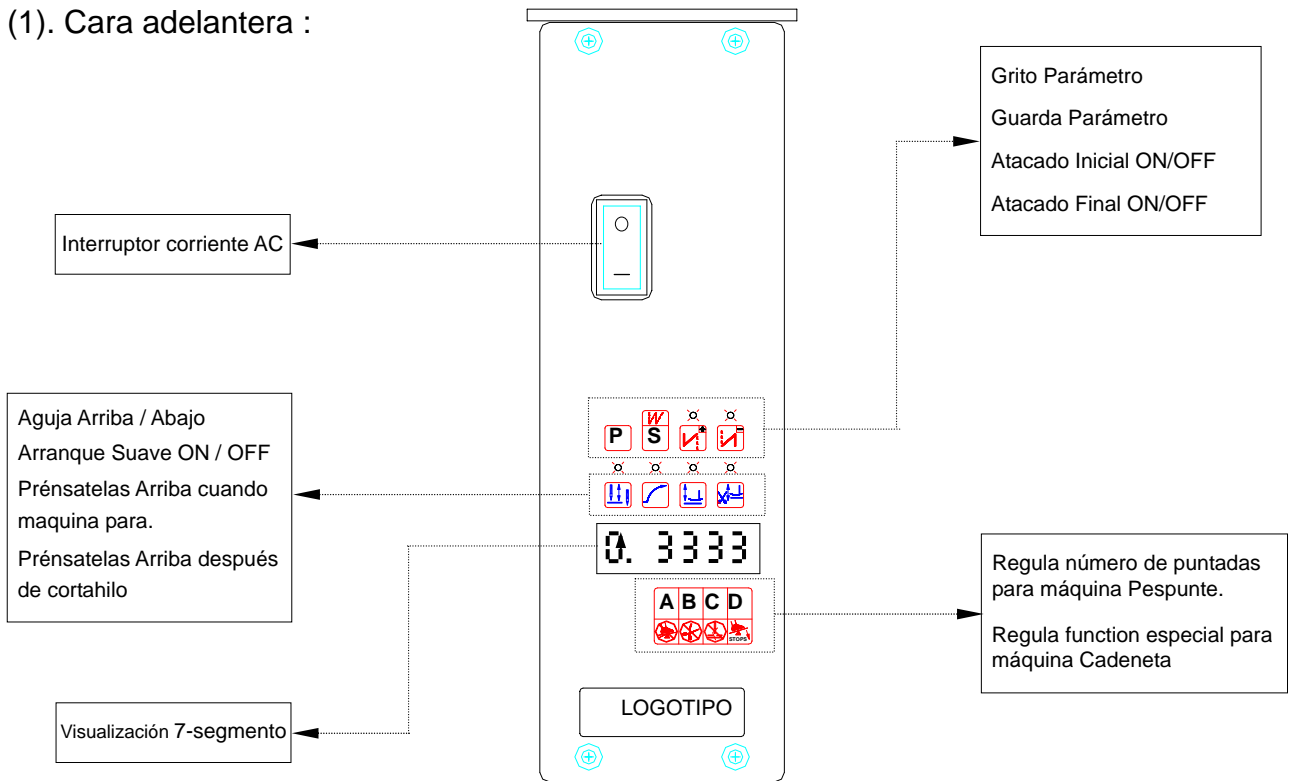 (1). Cara adelantera :
Grito Parámetro
Guarda Parámetro
Atacado Inicial ON/OFF
Atacado Final ON/OFF
Interruptor corriente AC
Aguja Arriba / Abajo
Arranque Suave ON / OFF
Prénsatelas Arriba cuando
maquina para.
Prénsatelas Arriba después
de cortahilo
P S
0. 3333
A B C D
STOPS
Regula número de puntadas
para máquina Pespunte.
Regula function especial para
máquina Cadeneta
LOGOTIPO
Visualización 7-segmento